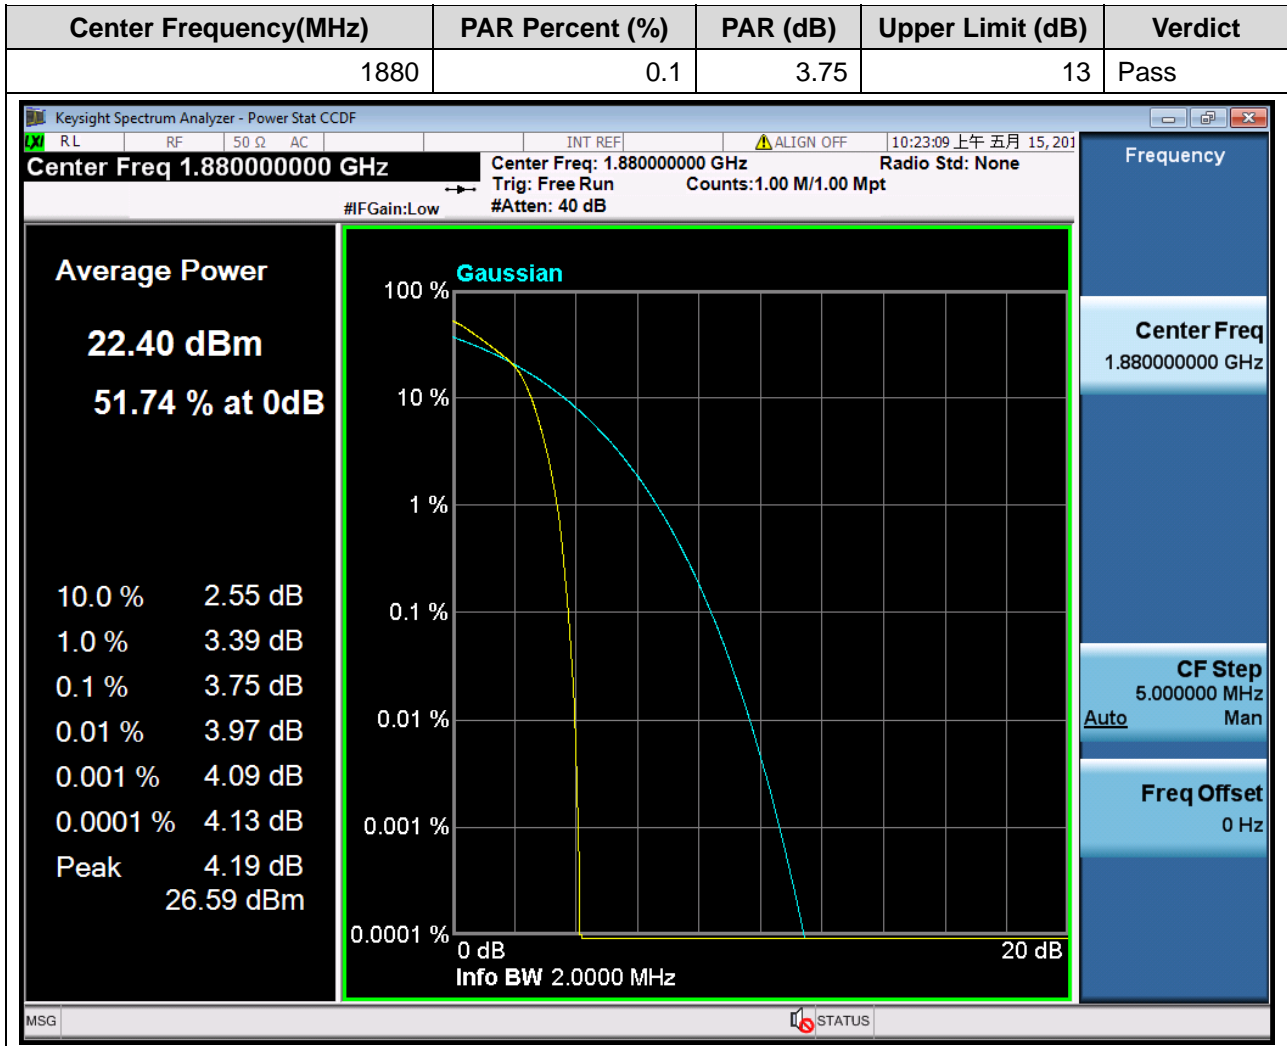 Center Frequency(MHz) PAR Percent (%) PAR (dB) Upper Limit (dB) Verdict
1880 0.1 3.75 13 Pass
Keysight Spectrum Analyzer - Power Stat CCDF
LXI RL RF 50 Ω AC INT REF ALIGN OFF 10:23:09 上午 五月 15, 201
Center Freq 1.880000000 GHz
Center Freq: 1.880000000 GHz Radio Std: None
Trig: Free Run Counts:1.00 M/1.00 Mpt
#IFGain:Low #Atten: 40 dB
Average Power
22.40 dBm
51.74 % at 0dB
10.0 % 2.55 dB
1.0 % 3.39 dB
0.1 % 3.75 dB
0.01 % 3.97 dB
0.001 % 4.09 dB
0.0001 % 4.13 dB
Peak 4.19 dB
26.59 dBm
Gaussian
100 %
10 %
1 %
0.1 %
0.01 %
0.001 %
0.0001 %
0 dB 20 dB
Info BW 2.0000 MHz
Frequency
Center Freq
1.880000000 GHz
CF Step
5.000000 MHz
Auto Man
Freq Offset
0 Hz
MSG STATUS